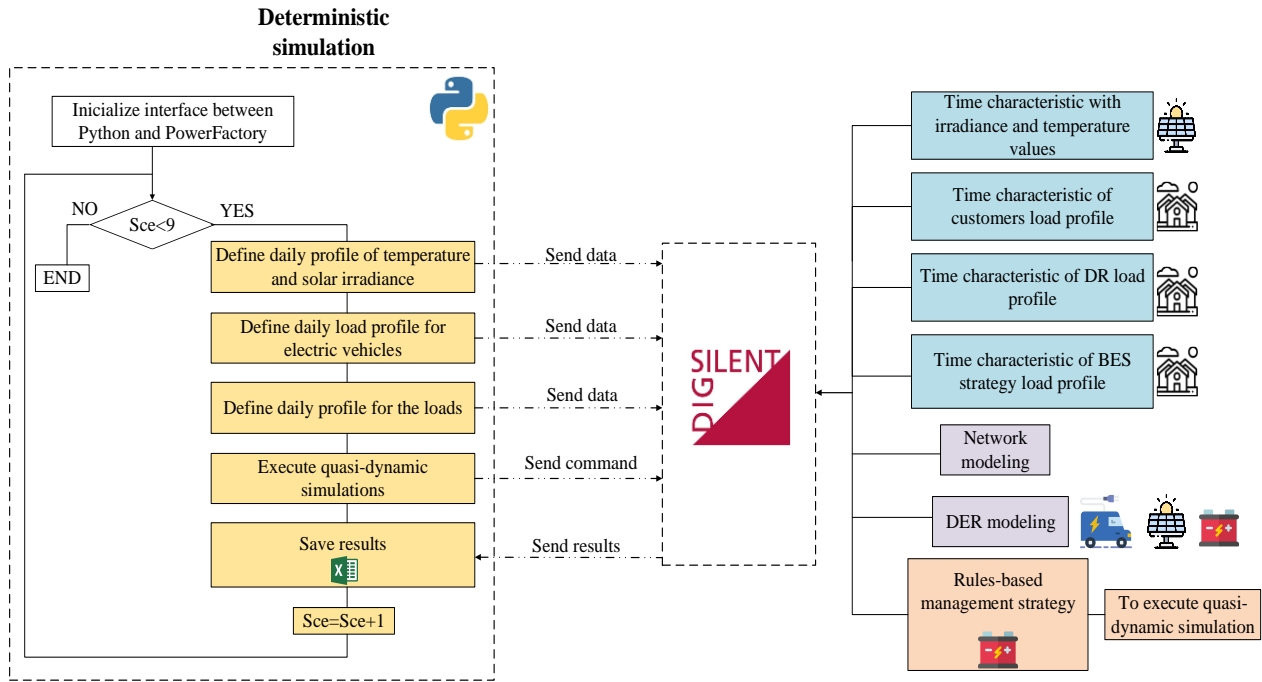 Deterministic
simulation
Inicialize interface between
Python and PowerFactory
NO
Sce<9
YES
END
Define daily profile of temperature
and solar irradiance
Define daily load profile for
electric vehicles
Define daily profile for the loads
Execute quasi-dynamic
simulations
Save results
X
Sce=Sce+1
Send data
Send data
Send data
Send command
Send results
DIG
SILENT
Time characteristic with
irradiance and temperature
values
Time characteristic of
customers load profile
Time characteristic of DR load
profile
Time characteristic of BES
strategy load profile
Network
modeling
DER modeling
Rules-based
management strategy
To execute quasi-
dynamic simulation